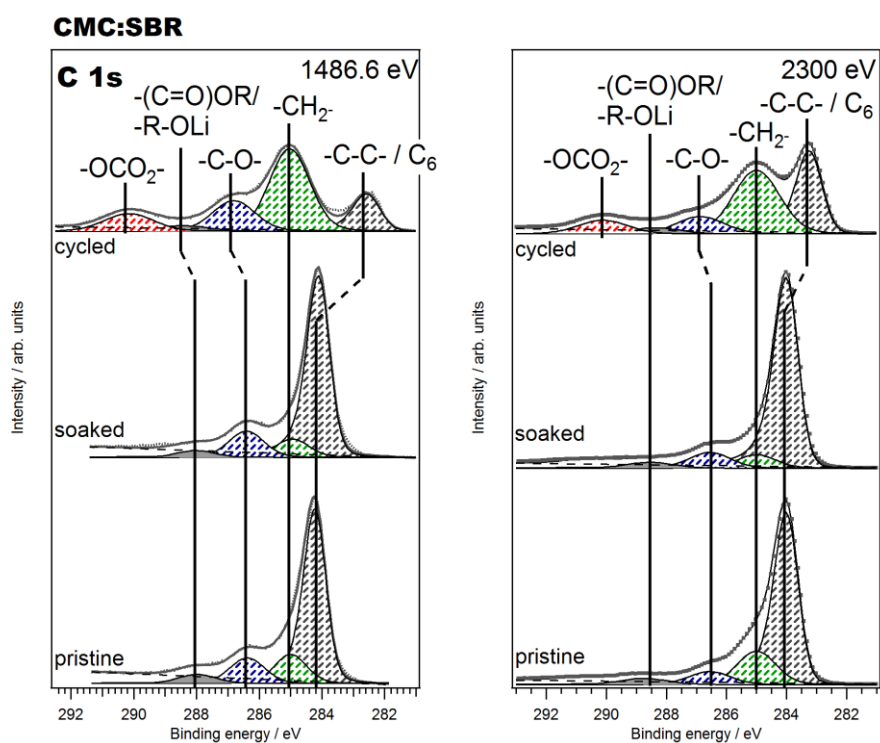 CMC:SBR
C 1s
1486.6 eV
-(C=O)OR/
-R-OLi
-CH₂-
-C-C- / C₆
-C-O-
-OCO₂-
cycled
soaked
pristine
Intensity / arb. units
292 290 288 286 284 282
Binding energy / eV
2300 eV
-(C=O)OR/
-R-OLi
-C-C- / C₆
-CH₂-
-C-O-
-OCO₂-
cycled
soaked
pristine
Intensity / arb. units
292 290 288 286 284 282
Binding energy / eV